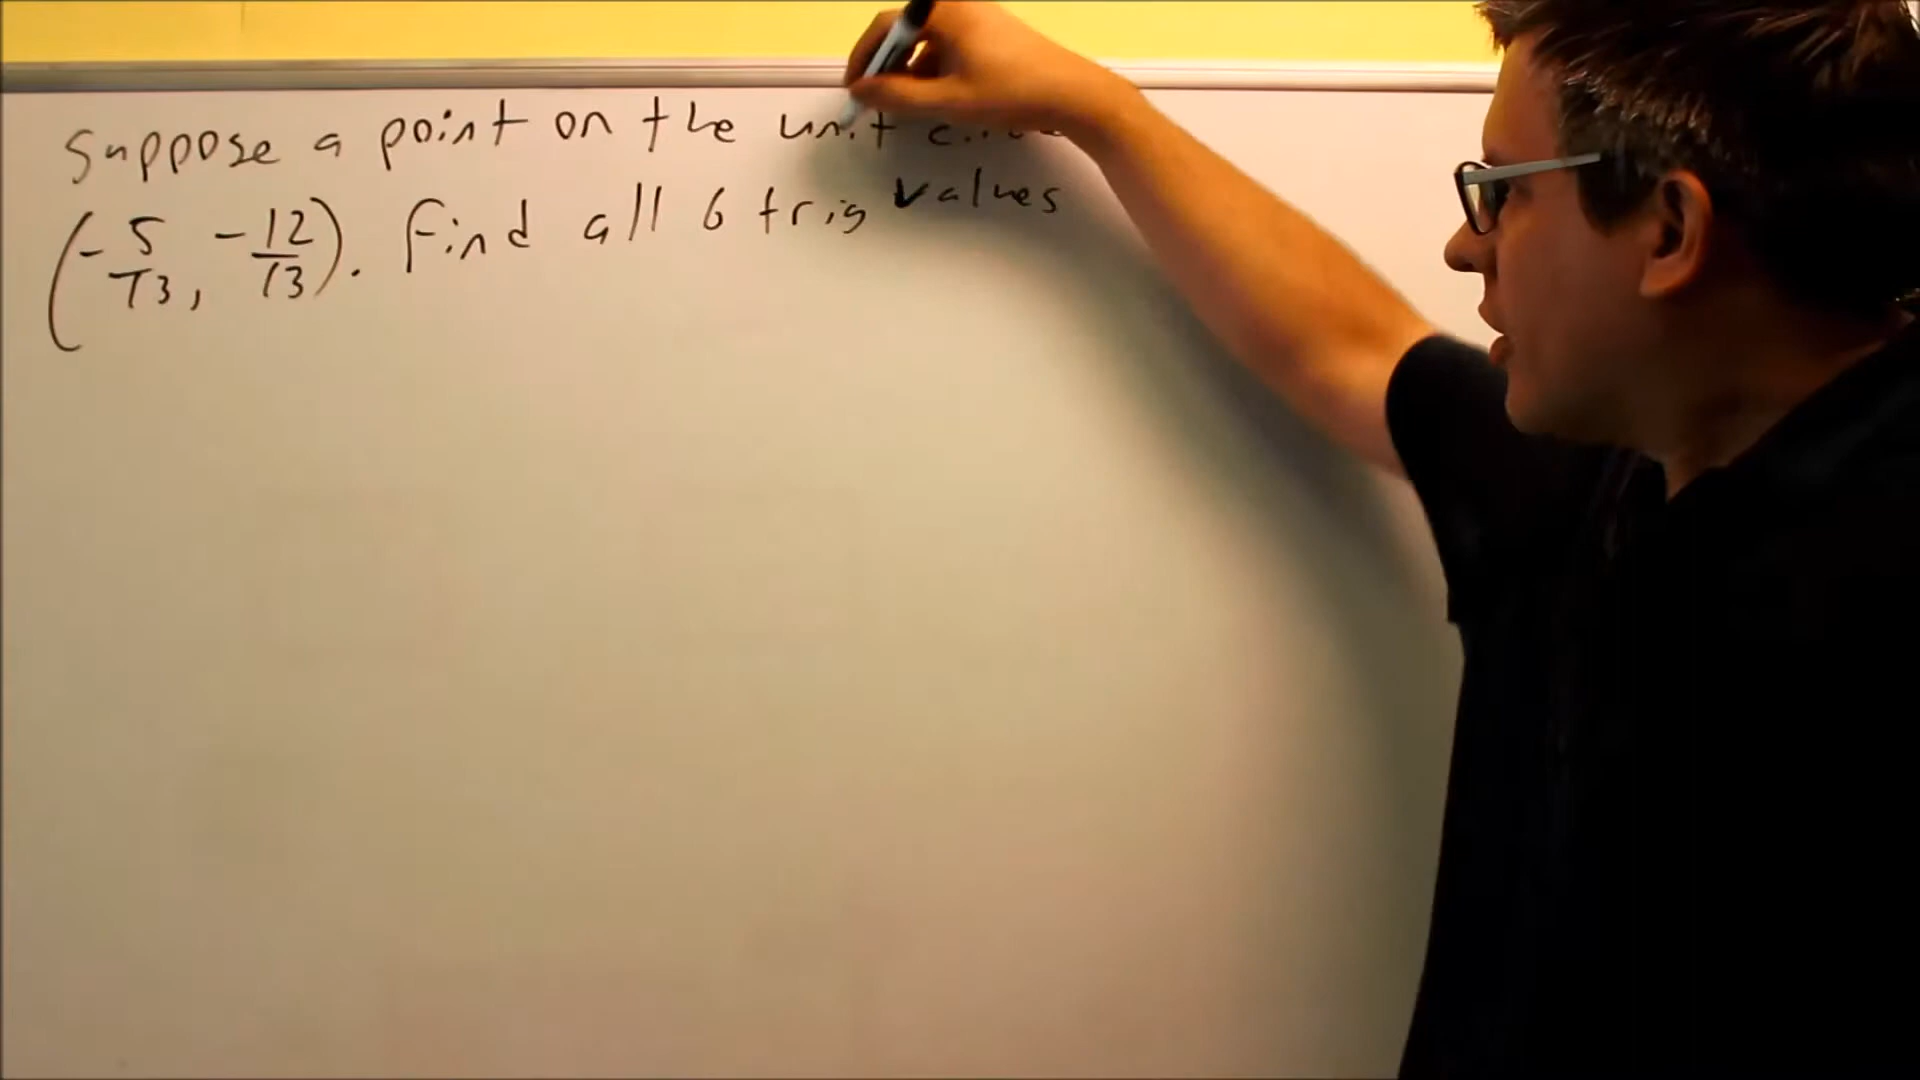 Suppose a point on the unit
(-5/13, -12/13). Find all 6 trig values